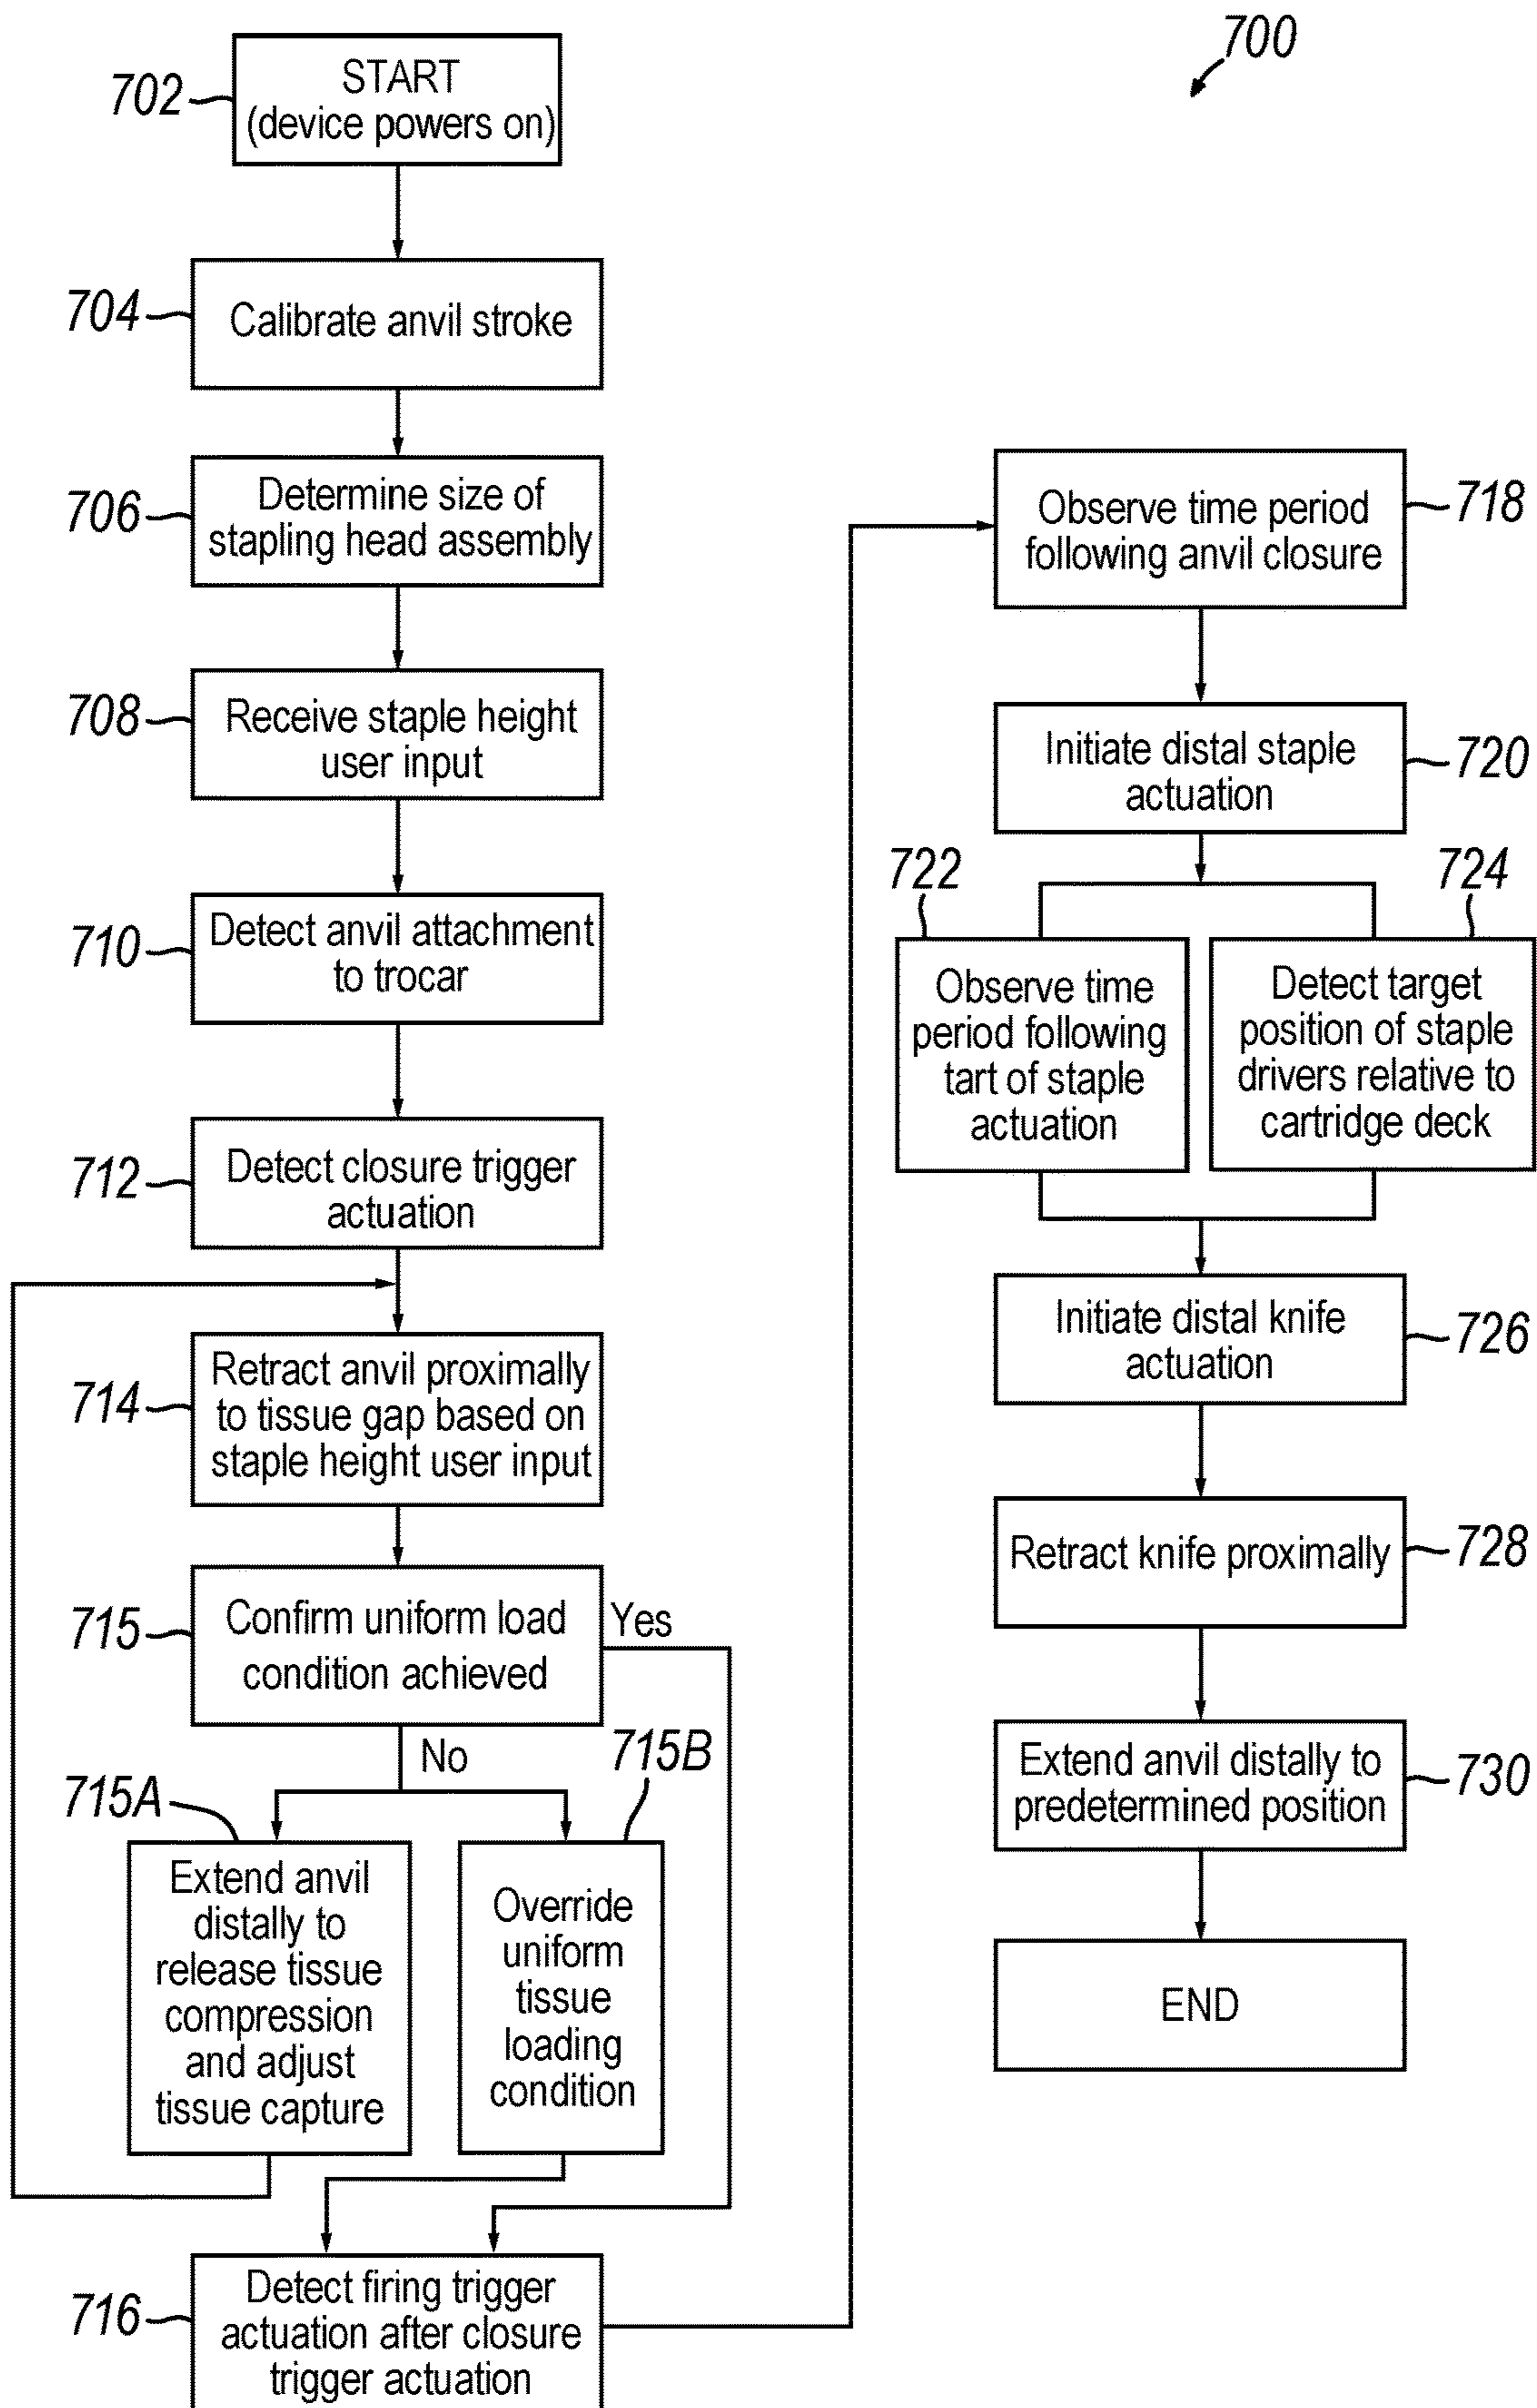 700
702
START
(device powers on)
704
Calibrate anvil stroke
706
Determine size of
stapling head assembly
708
Receive staple height
user input
710
Detect anvil attachment
to trocar
712
Detect closure trigger
actuation
714
Retract anvil proximally
to tissue gap based on
staple height user input
715
Confirm uniform load
condition achieved
Yes
No
715A
Extend anvil
distally to
release tissue
compression
and adjust
tissue capture
715B
Override
uniform
tissue
loading
condition
716
Detect firing trigger
actuation after closure
trigger actuation
Observe time period
following anvil closure
718
Initiate distal staple
actuation
720
722
Observe time
period following
tart of staple
actuation
724
Detect target
position of staple
drivers relative to
cartridge deck
Initiate distal knife
actuation
726
Retract knife proximally
728
Extend anvil distally to
predetermined position
730
END